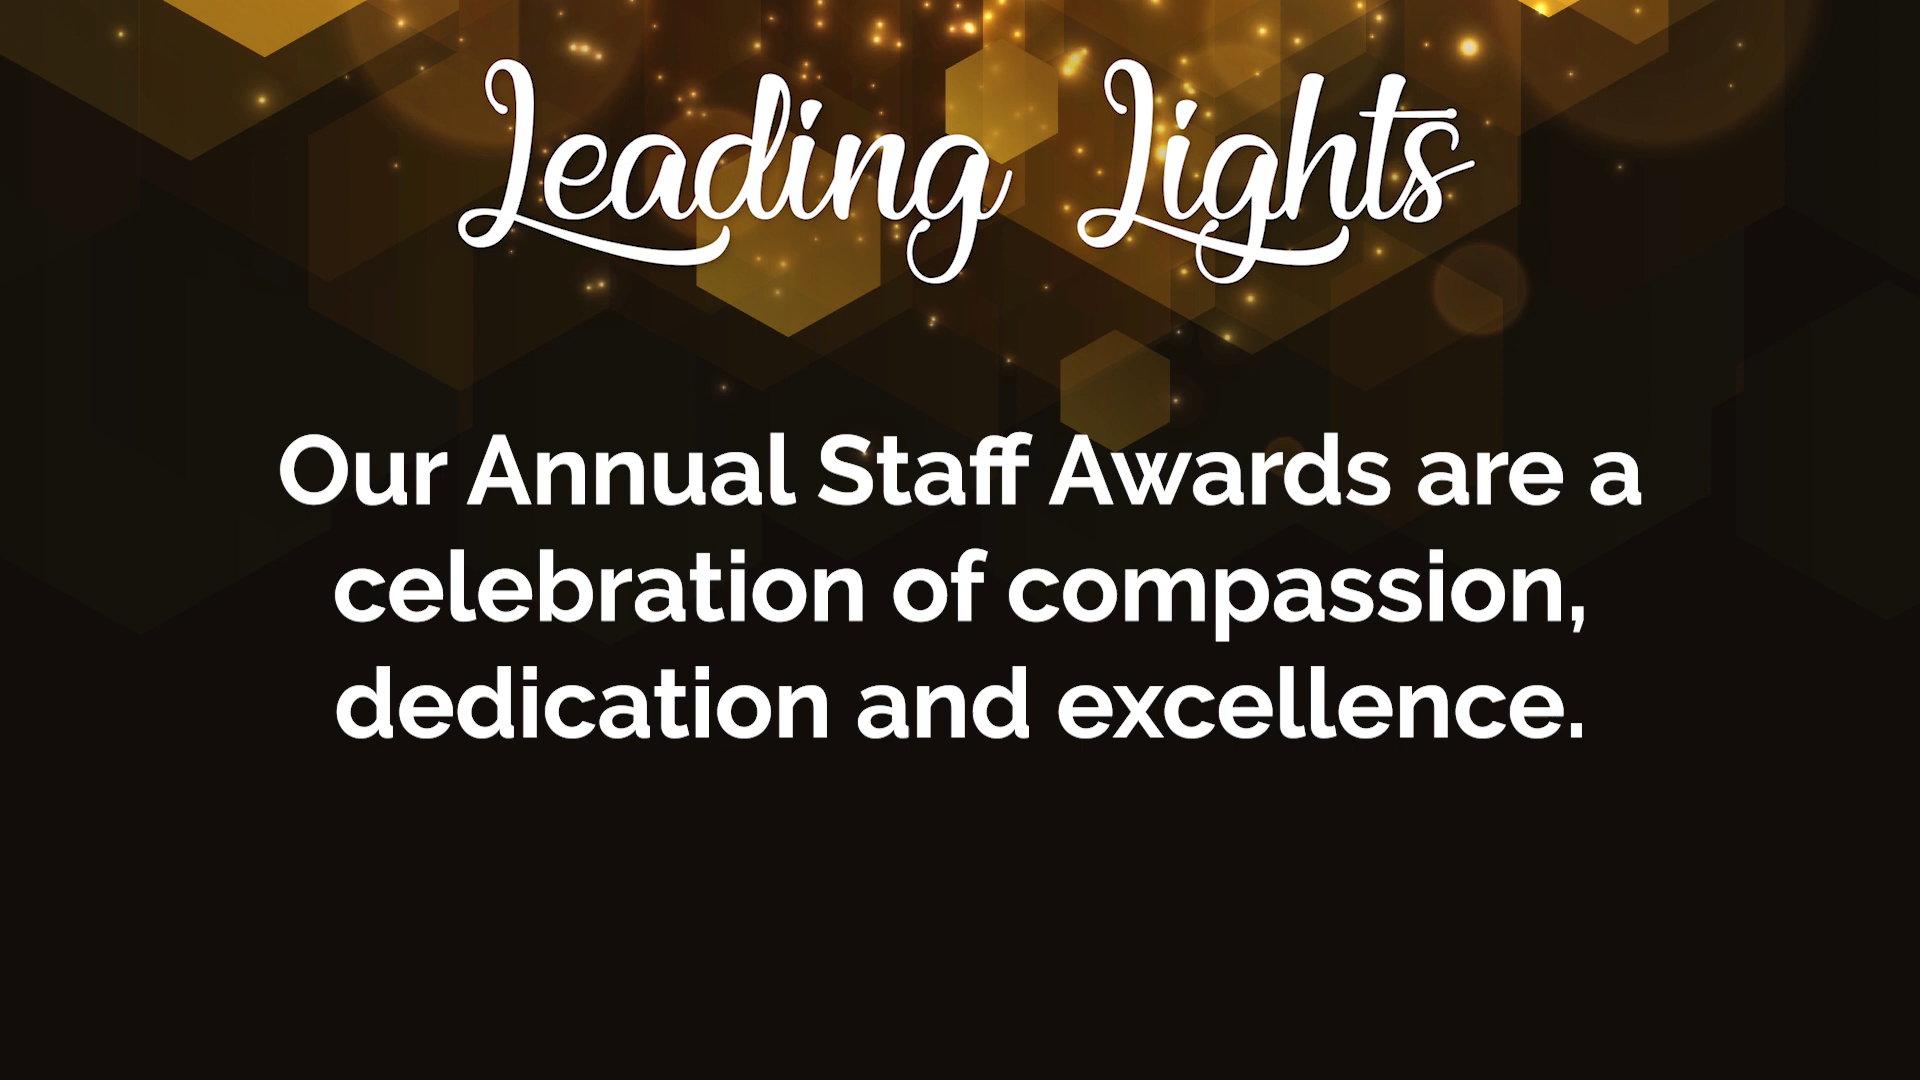 Leading Lights
Our Annual Staff Awards are a
celebration of compassion,
dedication and excellence.